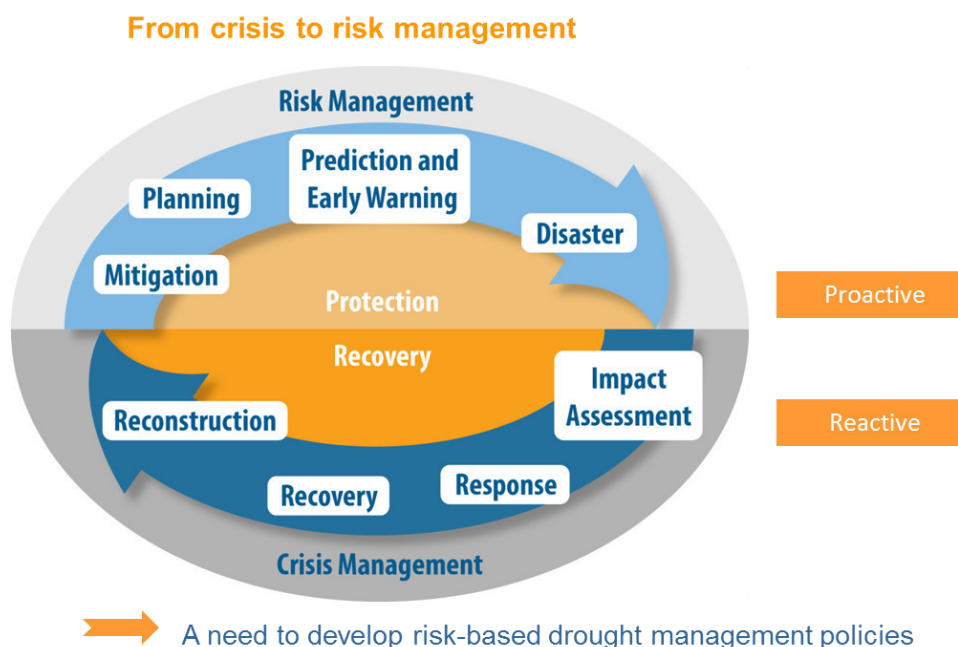 From crisis to risk management
Risk Management
Prediction and
Early Warning
Planning
Disaster
Mitigation
Protection
Proactive
Recovery
Impact
Assessment
Reconstruction
Reactive
Response
Recovery
Crisis Management
A need to develop risk-based drought management policies